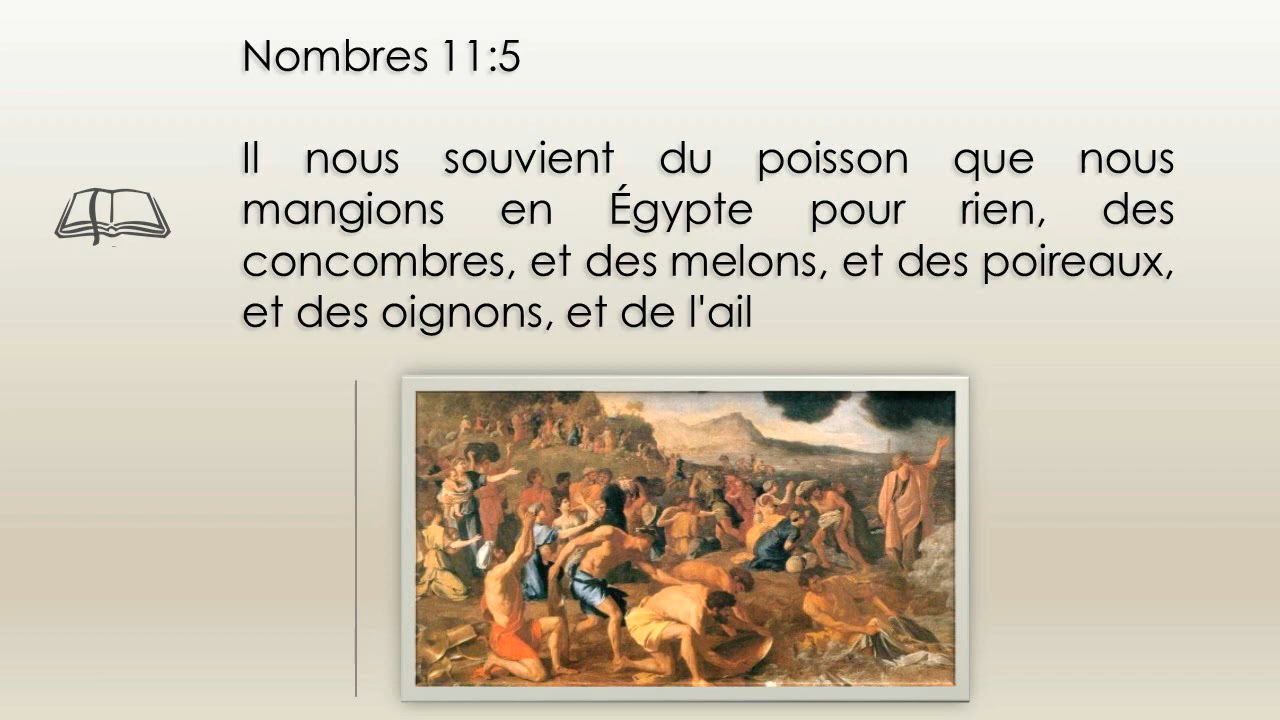 Nombres 11:5
Il nous souvient du poisson que nous
mangions en Égypte pour rien, des
concombres, et des melons, et des poireaux,
et des oignons, et de l'ail